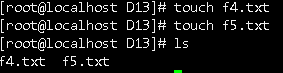 [root@localhost D13]# touch f4.txt
[root@localhost D13]# touch f5.txt
[root@localhost D13]# ls
f4.txt  f5.txt